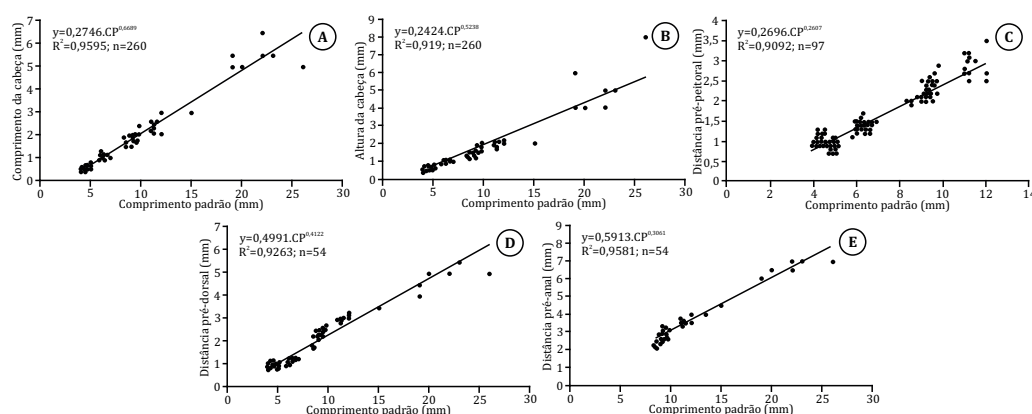 y=0,2746.CP^0,6689
R²=0,9595; n=260
A
Comprimento da cabeça (mm)
7
6
5
4
3
2
1
0
0 5 10 15 20 25 30
Comprimento padrão (mm)
y=0,2424.CP^0,5238
R²=0,919; n=260
B
Altura da cabeça (mm)
9
8
7
6
5
4
3
2
1
0
0 5 10 15 20 25 30
Comprimento padrão (mm)
y=0,2696.CP^0,2607
R²=0,9092; n=97
C
Distância pré-peitoral (mm)
4
3,5
3
2,5
2
1,5
1
0,5
0
0 2 4 6 8 10 12 14
Comprimento padrão (mm)
y=0,4991.CP^0,4122
R²=0,9263; n=54
D
Distância pré-dorsal (mm)
7
6
5
4
3
2
1
0
0 5 10 15 20 25 30
Comprimento padrão (mm)
y=0,5913.CP^0,3061
R²=0,9581; n=54
E
Distância pré-anal (mm)
9
8
7
6
5
4
3
2
1
0
0 5 10 15 20 25 30
Comprimento padrão (mm)